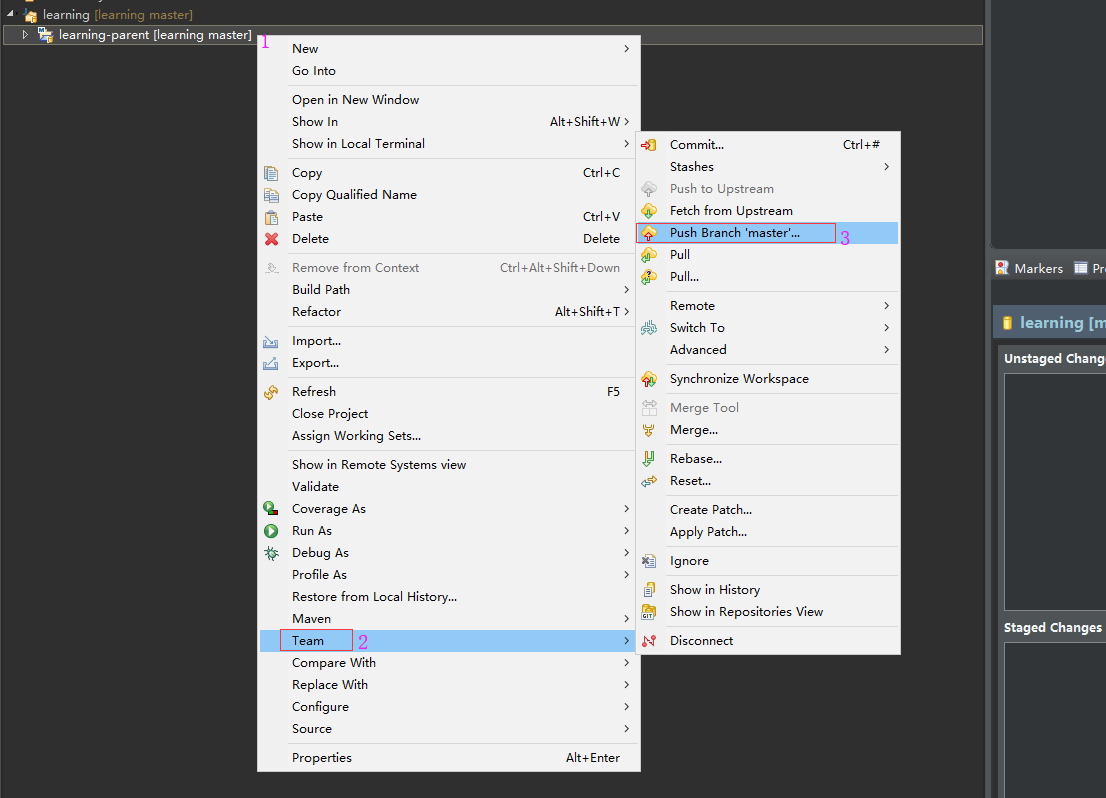 learning [learning master]
learning-parent [learning master]
1
New
Go Into
Open in New Window
Show In Alt+Shift+W
Show in Local Terminal
Copy Ctrl+C
Copy Qualified Name
Paste Ctrl+V
Delete Delete
Remove from Context Ctrl+Alt+Shift+Down
Build Path
Refactor Alt+Shift+T
Import...
Export...
Refresh F5
Close Project
Assign Working Sets...
Show in Remote Systems view
Validate
Coverage As
Run As
Debug As
Profile As
Restore from Local History...
Maven
Team 2
Compare With
Replace With
Configure
Source
Properties Alt+Enter
Commit... Ctrl+#
Stashes
Push to Upstream
Fetch from Upstream
Push Branch 'master'... 3
Pull
Pull...
Remote
Switch To
Advanced
Synchronize Workspace
Merge Tool
Merge...
Rebase...
Reset...
Create Patch...
Apply Patch...
Ignore
Show in History
GIT Show in Repositories View
Disconnect
Markers Pr
learning [m
Unstaged Chang
Staged Changes